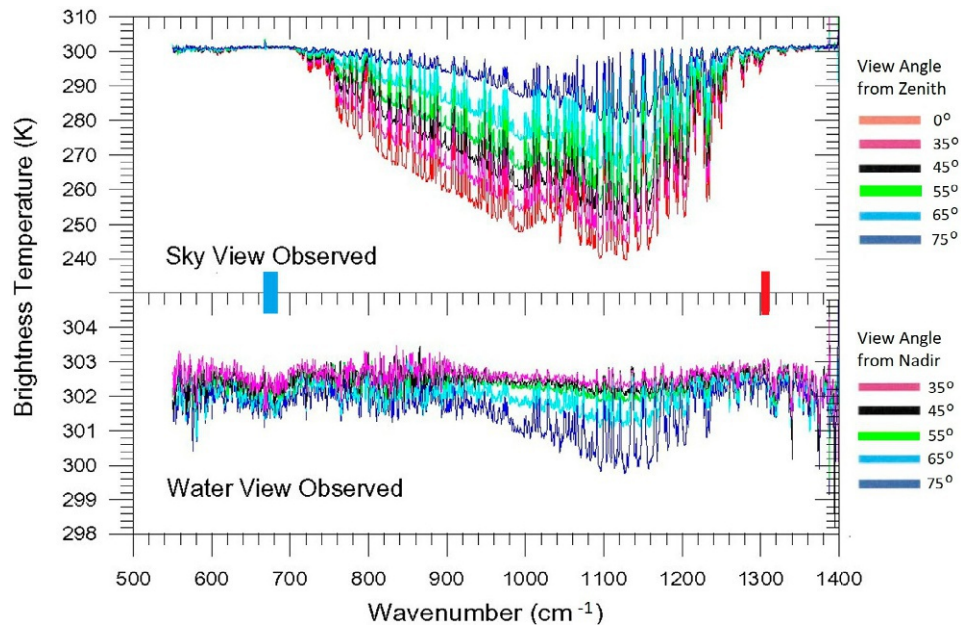 Brightness Temperature (K)
300
290
280
270
260
250
240
Sky View Observed
304
303
302
301
300
299
298
Water View Observed
500 600 700 800 900 1000 1100 1200 1300 1400
Wavenumber (cm⁻¹)
View Angle
from Zenith
0°
35°
45°
55°
65°
75°
View Angle
from Nadir
35°
45°
55°
65°
75°